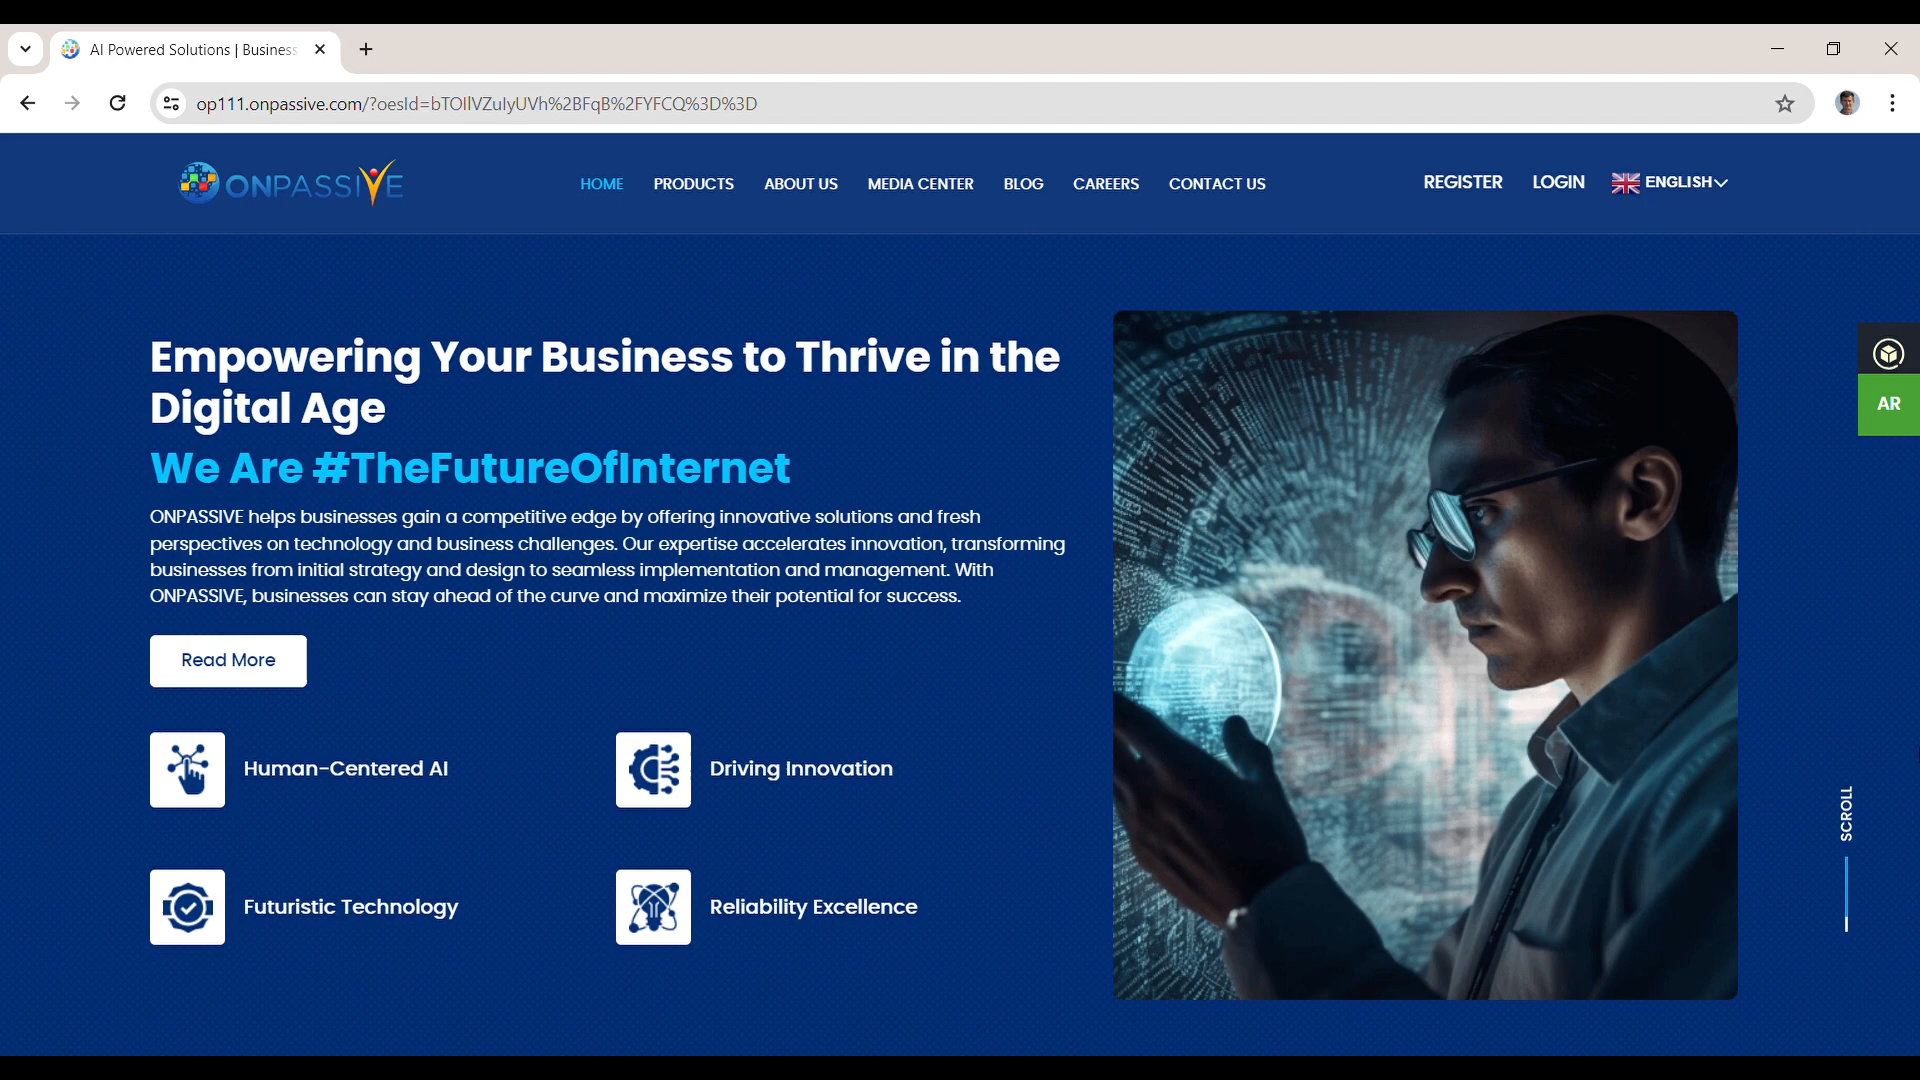 AI Powered Solutions | Business
op111.onpassive.com/?oesId=bTOIlVZuIyUVh%2BFqB%2FYFCQ%3D%3D
ONPASSIVE
HOME
PRODUCTS
ABOUT US
MEDIA CENTER
BLOG
CAREERS
CONTACT US
REGISTER
LOGIN
ENGLISH
Empowering Your Business to Thrive in the
Digital Age
We Are #TheFutureOfInternet
ONPASSIVE helps businesses gain a competitive edge by offering innovative solutions and fresh
perspectives on technology and business challenges. Our expertise accelerates innovation, transforming
businesses from initial strategy and design to seamless implementation and management. With
ONPASSIVE, businesses can stay ahead of the curve and maximize their potential for success.
Read More
Human-Centered AI
Driving Innovation
Futuristic Technology
Reliability Excellence
AR
SCROLL